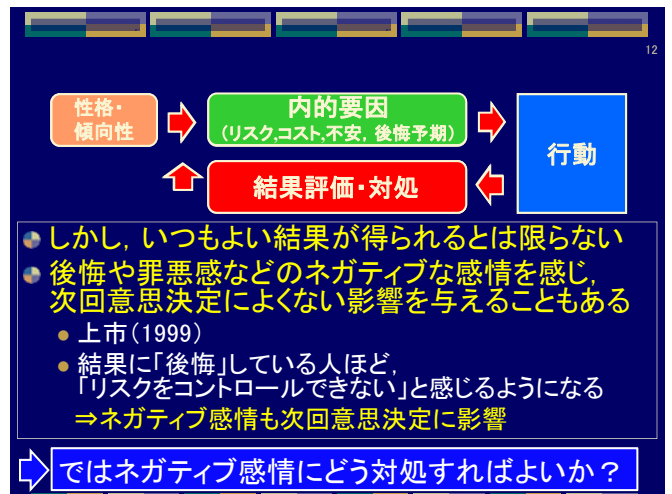 12
性格・
傾向性
内的要因
(リスク,コスト,不安, 後悔予期)
行動
結果評価・対処
しかし, いつもよい結果が得られるとは限らない
後悔や罪悪感などのネガティブな感情を感じ,
次回意思決定によくない影響を与えることもある
上市(1999)
結果に「後悔」している人ほど,
「リスクをコントロールできない」と感じるようになる
⇒ネガティブ感情も次回意思決定に影響
ではネガティブ感情にどう対処すればよいか?